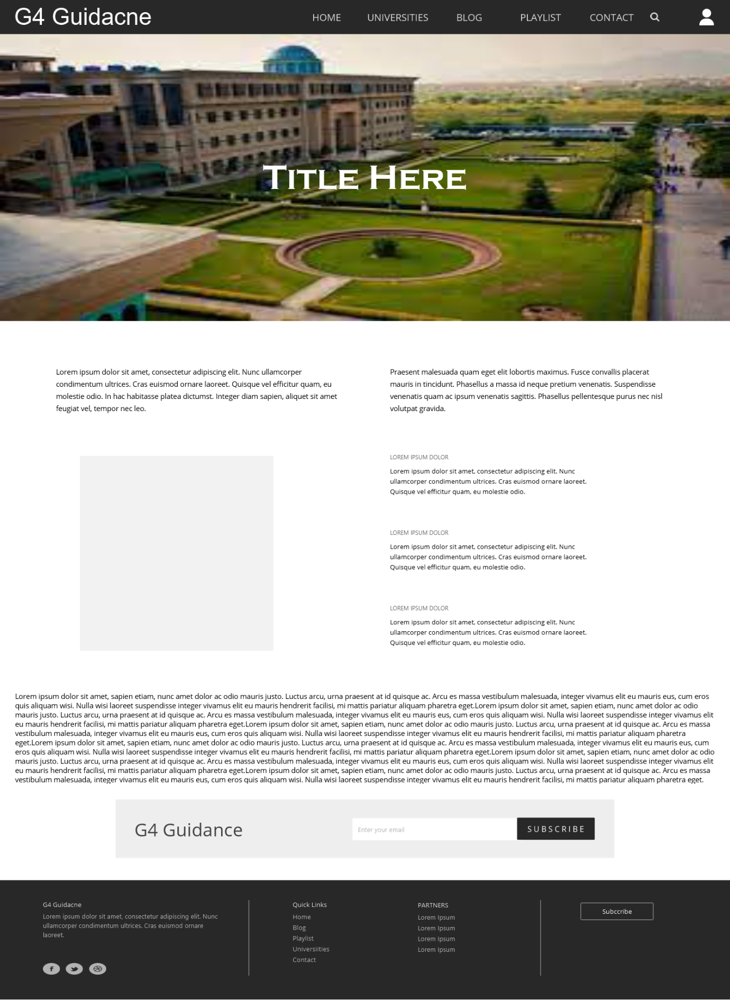 G4 Guidacne
HOME UNIVERSITIES BLOG PLAYLIST CONTACT
TITLE HERE
Lorem ipsum dolor sit amet, consectetur adipiscing elit. Nunc ullamcorper
condimentum ultrices. Cras euismod ornare laoreet. Quisque vel efficitur quam, eu
molestie odio. In hac habitasse platea dictumst. Integer diam sapien, aliquet sit amet
feugiat vel, tempor nec leo.
Praesent malesuada quam eget elit lobortis maximus. Fusce convallis placerat
mauris in tincidunt. Phasellus a massa id neque pretium venenatis. Suspendisse
venenatis quam ac ipsum venenatis sagittis. Phasellus pellentesque purus nec nisl
volutpat gravida.
LOREM IPSUM DOLOR
Lorem ipsum dolor sit amet, consectetur adipiscing elit. Nunc
ullamcorper condimentum ultrices. Cras euismod ornare laoreet.
Quisque vel efficitur quam, eu molestie odio.
LOREM IPSUM DOLOR
Lorem ipsum dolor sit amet, consectetur adipiscing elit. Nunc
ullamcorper condimentum ultrices. Cras euismod ornare laoreet.
Quisque vel efficitur quam, eu molestie odio.
LOREM IPSUM DOLOR
Lorem ipsum dolor sit amet, consectetur adipiscing elit. Nunc
ullamcorper condimentum ultrices. Cras euismod ornare laoreet.
Quisque vel efficitur quam, eu molestie odio.
Lorem ipsum dolor sit amet, sapien etiam, nunc amet dolor ac odio mauris justo. Luctus arcu, urna praesent at id quisque ac. Arcu es massa vestibulum malesuada, integer vivamus elit eu mauris eus, cum eros
quis aliquam wisi. Nulla wisi laoreet suspendisse integer vivamus elit eu mauris hendrerit facilisi, mi mattis pariatur aliquam pharetra eget.Lorem ipsum dolor sit amet, sapien etiam, nunc amet dolor ac odio
mauris justo. Luctus arcu, urna praesent at id quisque ac. Arcu es massa vestibulum malesuada, integer vivamus elit eu mauris eus, cum eros quis aliquam wisi. Nulla wisi laoreet suspendisse integer vivamus elit
eu mauris hendrerit facilisi, mi mattis pariatur aliquam pharetra eget.Lorem ipsum dolor sit amet, sapien etiam, nunc amet dolor ac odio mauris justo. Luctus arcu, urna praesent at id quisque ac. Arcu es massa
vestibulum malesuada, integer vivamus elit eu mauris eus, cum eros quis aliquam wisi. Nulla wisi laoreet suspendisse integer vivamus elit eu mauris hendrerit facilisi, mi mattis pariatur aliquam pharetra
eget.Lorem ipsum dolor sit amet, sapien etiam, nunc amet dolor ac odio mauris justo. Luctus arcu, urna praesent at id quisque ac. Arcu es massa vestibulum malesuada, integer vivamus elit eu mauris eus, cum
eros quis aliquam wisi. Nulla wisi laoreet suspendisse integer vivamus elit eu mauris hendrerit facilisi, mi mattis pariatur aliquam pharetra eget.Lorem ipsum dolor sit amet, sapien etiam, nunc amet dolor ac odio
mauris justo. Luctus arcu, urna praesent at id quisque ac. Arcu es massa vestibulum malesuada, integer vivamus elit eu mauris eus, cum eros quis aliquam wisi. Nulla wisi laoreet suspendisse integer vivamus elit
eu mauris hendrerit facilisi, mi mattis pariatur aliquam pharetra eget.Lorem ipsum dolor sit amet, sapien etiam, nunc amet dolor ac odio mauris justo. Luctus arcu, urna praesent at id quisque ac. Arcu es massa
vestibulum malesuada, integer vivamus elit eu mauris eus, cum eros quis aliquam wisi. Nulla wisi laoreet suspendisse integer vivamus elit eu mauris hendrerit facilisi, mi mattis pariatur aliquam pharetra eget.
G4 Guidance
Enter your email
SUBSCRIBE
G4 Guidacne
Lorem ipsum dolor sit amet, consectetur adipiscing elit. Nunc
ullamcorper condimentum ultrices. Cras euismod ornare
laoreet.
Quick Links
Home
Blog
Playlist
Universiities
Contact
PARTNERS
Lorem Ipsum
Lorem Ipsum
Lorem Ipsum
Lorem Ipsum
Subccribe